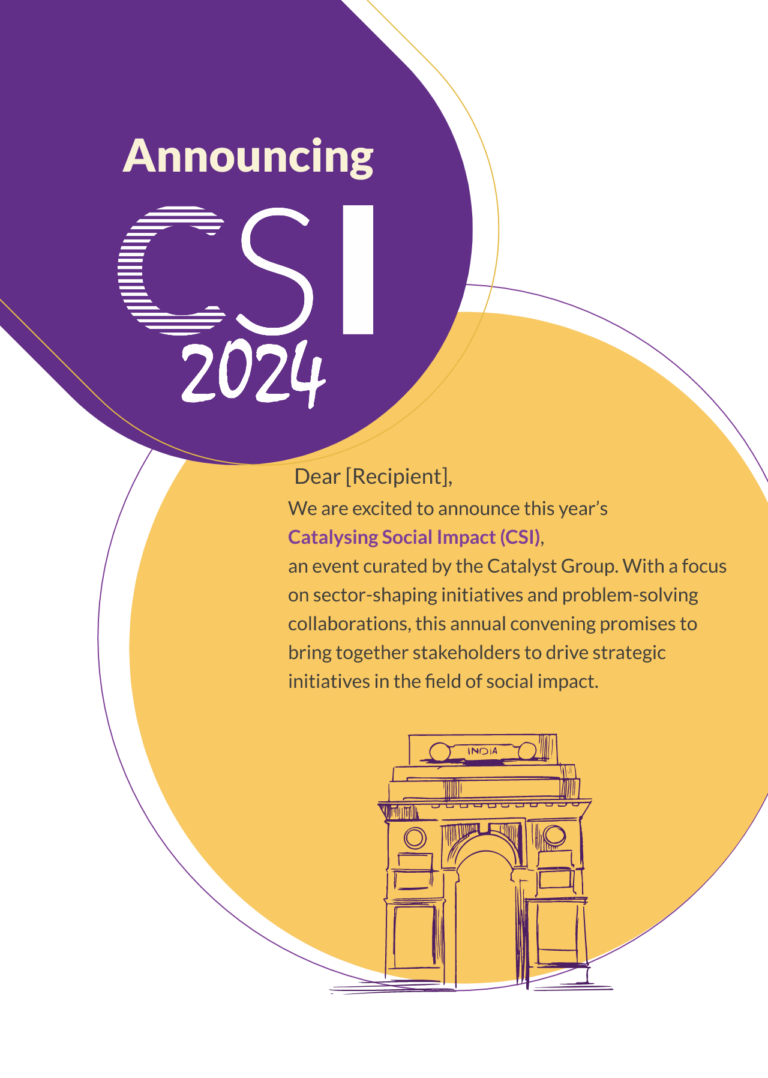 Announcing
CSI
2024
Dear [Recipient],
We are excited to announce this year’s
Catalysing Social Impact (CSI),
an event curated by the Catalyst Group. With a focus
on sector-shaping initiatives and problem-solving
collaborations, this annual convening promises to
bring together stakeholders to drive strategic
initiatives in the field of social impact.
INDIA